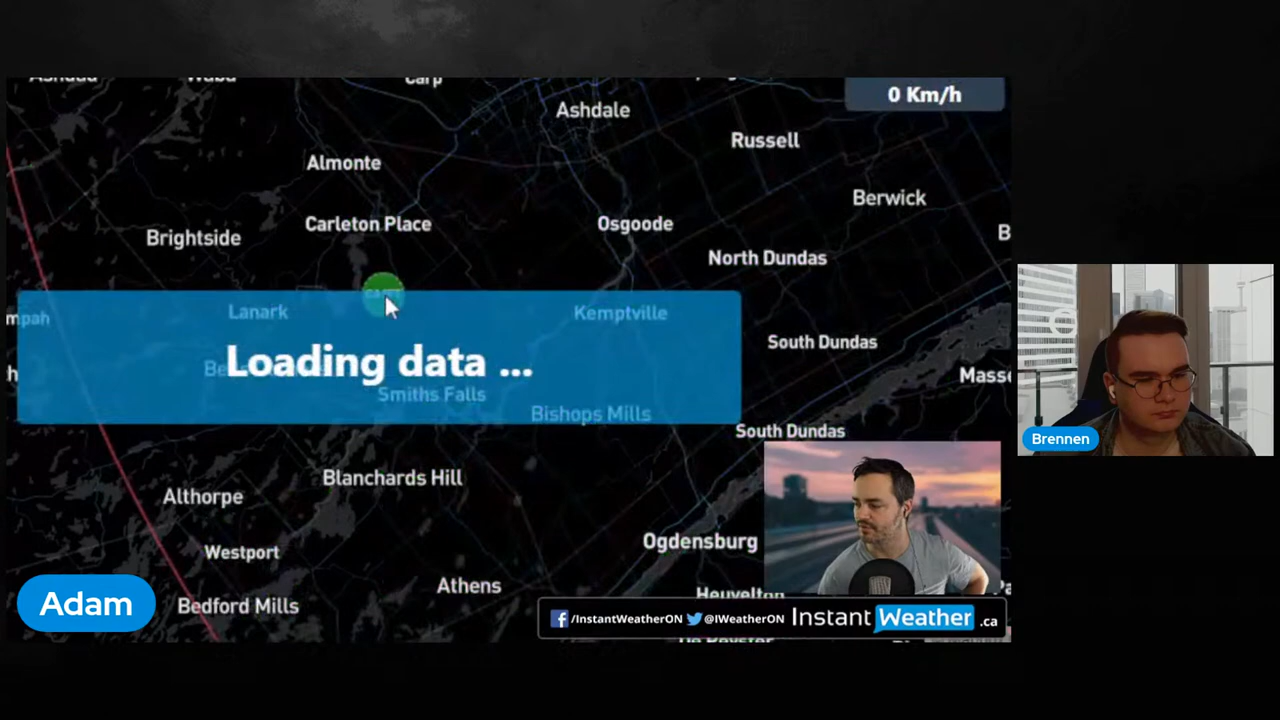 Carp
0 Km/h
Ashdale
Russell
Almonte
Berwick
Carleton Place
Osgoode
Brightside
North Dundas
Lanark
Kemptville
South Dundas
Loading data ...
Smiths Falls
Bishops Mills
South Dundas
Brennen
Blanchards Hill
Althorpe
Ogdensburg
Westport
Athens
Heuvelton
Adam
Bedford Mills
/InstantWeatherON @IWeatherON InstantWeather.ca